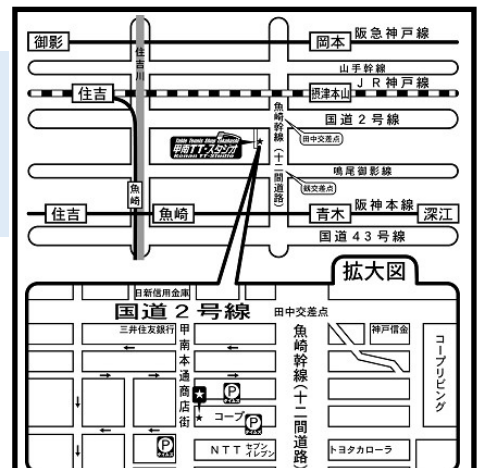 御影
岡本
阪急神戸線
住吉川
山手幹線
住吉
摂津本山
JR神戸線
魚崎幹線(十二間道路)
国道2号線
田中交差点
Table Tennis Shop Takahashi
甲南TT・スタジオ
Konan TT-Studio
鳴尾御影線
魚崎
住吉
魚崎
青木
阪神本線
深江
国道43号線
拡大図
日新信用金庫
国道2号線
田中交差点
三井住友銀行
甲南本通商店街
魚崎幹線(十二間道路)
神戸信金
コープリビング
P
コープ
P
P
NTT
セブン
イレブン
トヨタカローラ